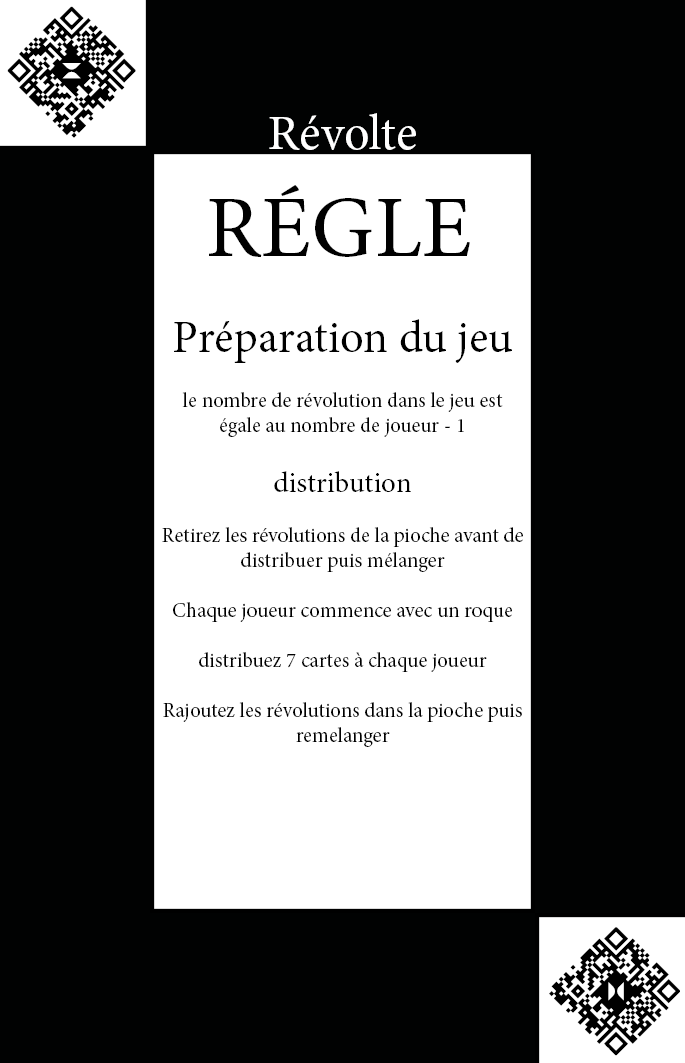 Révolte
RÉGLE
Préparation du jeu
le nombre de révolution dans le jeu est
égale au nombre de joueur - 1
distribution
Retirez les révolutions de la pioche avant de
distribuer puis mélanger
Chaque joueur commence avec un roque
distribuez 7 cartes à chaque joueur
Rajoutez les révolutions dans la pioche puis
remelanger